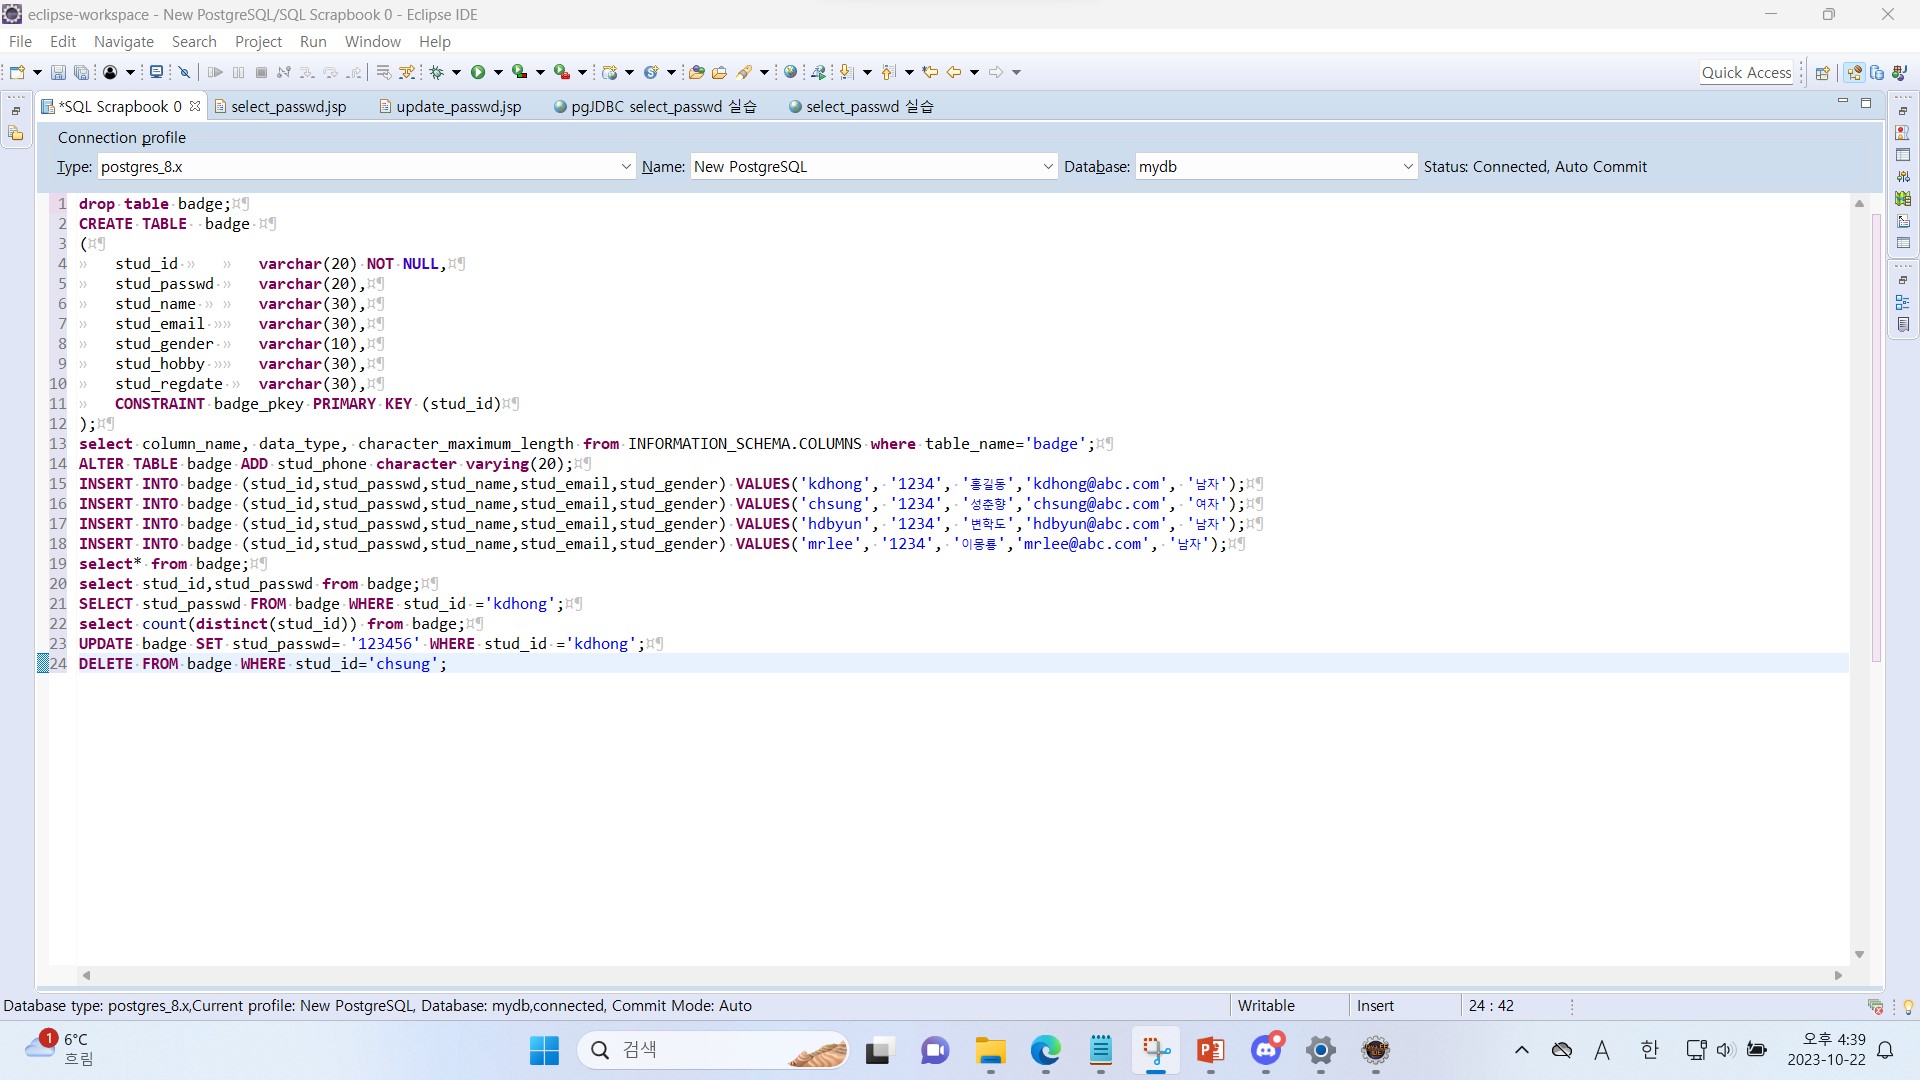 eclipse-workspace - New PostgreSQL/SQL Scrapbook 0 - Eclipse IDE
File Edit Navigate Search Project Run Window Help
Quick Access
*SQL Scrapbook 0 select_passwd.jsp update_passwd.jsp pgJDBC select_passwd 실습 select_passwd 실습
Connection profile
Type: postgres_8.x Name: New PostgreSQL Database: mydb Status: Connected, Auto Commit
1 drop table badge;
2 CREATE TABLE badge
3 (
4 stud_id varchar(20) NOT NULL,
5 stud_passwd varchar(20),
6 stud_name varchar(30),
7 stud_email varchar(30),
8 stud_gender varchar(10),
9 stud_hobby varchar(30),
10 stud_regdate varchar(30),
11 CONSTRAINT badge_pkey PRIMARY KEY (stud_id)
12 );
13 select column_name, data_type, character_maximum_length from INFORMATION_SCHEMA.COLUMNS where table_name='badge';
14 ALTER TABLE badge ADD stud_phone character varying(20);
15 INSERT INTO badge (stud_id,stud_passwd,stud_name,stud_email,stud_gender) VALUES('kdhong', '1234', '홍길동','kdhong@abc.com', '남자');
16 INSERT INTO badge (stud_id,stud_passwd,stud_name,stud_email,stud_gender) VALUES('chsung', '1234', '성춘향','chsung@abc.com', '여자');
17 INSERT INTO badge (stud_id,stud_passwd,stud_name,stud_email,stud_gender) VALUES('hdbyun', '1234', '변학도','hdbyun@abc.com', '남자');
18 INSERT INTO badge (stud_id,stud_passwd,stud_name,stud_email,stud_gender) VALUES('mrlee', '1234', '이몽룡','mrlee@abc.com', '남자');
19 select* from badge;
20 select stud_id,stud_passwd from badge;
21 SELECT stud_passwd FROM badge WHERE stud_id ='kdhong';
22 select count(distinct(stud_id)) from badge;
23 UPDATE badge SET stud_passwd= '123456' WHERE stud_id ='kdhong';
24 DELETE FROM badge WHERE stud_id='chsung';
Database type: postgres_8.x,Current profile: New PostgreSQL, Database: mydb,connected, Commit Mode: Auto Writable Insert 24 : 42
1 6°C
흐림
검색
A 한
오후 4:39
2023-10-22